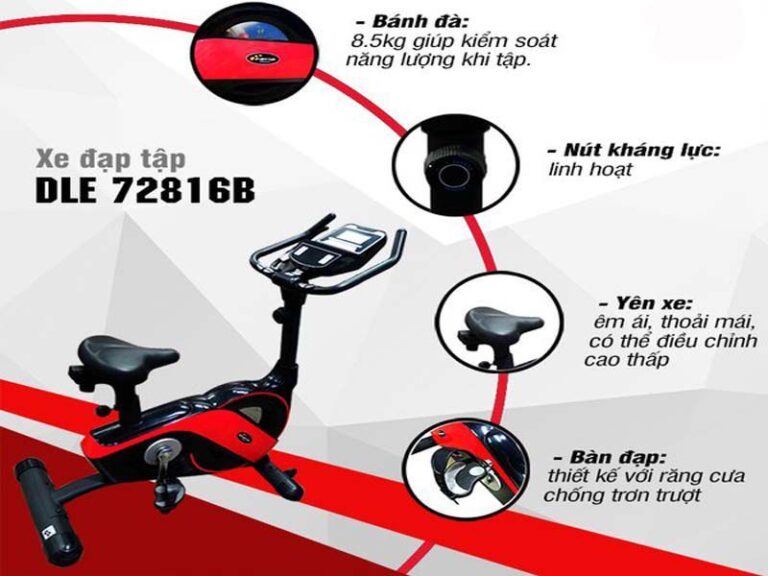 - Bánh đà:
8.5kg giúp kiểm soát
năng lượng khi tập.
- Nút kháng lực:
linh hoạt
Xe đạp tập
DLE 72816B
- Yên xe:
êm ái, thoải mái,
có thể điều chỉnh
cao thấp
- Bàn đạp:
thiết kế với răng cưa
chống trơn trượt